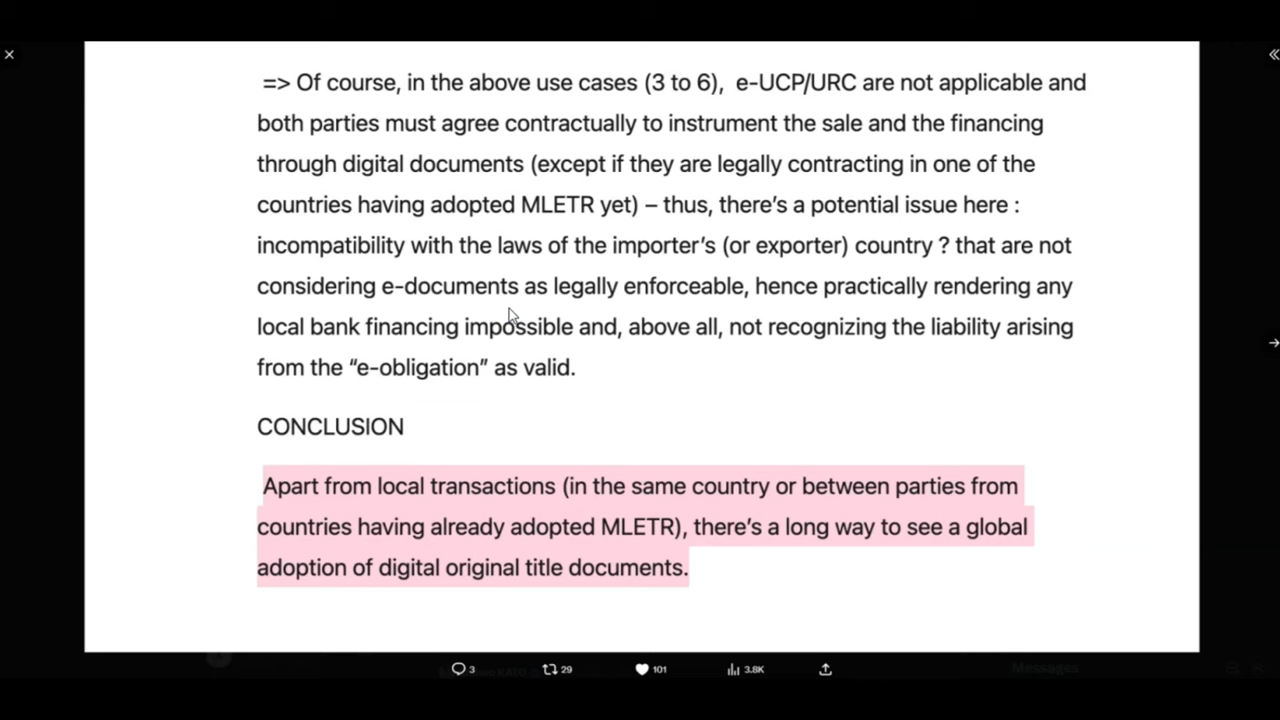 => Of course, in the above use cases (3 to 6),  e-UCP/URC are not applicable and
both parties must agree contractually to instrument the sale and the financing
through digital documents (except if they are legally contracting in one of the
countries having adopted MLETR yet) – thus, there's a potential issue here :
incompatibility with the laws of the importer's (or exporter) country ? that are not
considering e-documents as legally enforceable, hence practically rendering any
local bank financing impossible and, above all, not recognizing the liability arising
from the “e-obligation” as valid.
CONCLUSION
Apart from local transactions (in the same country or between parties from
countries having already adopted MLETR), there's a long way to see a global
adoption of digital original title documents.
3 29 101 3.8K
Messages